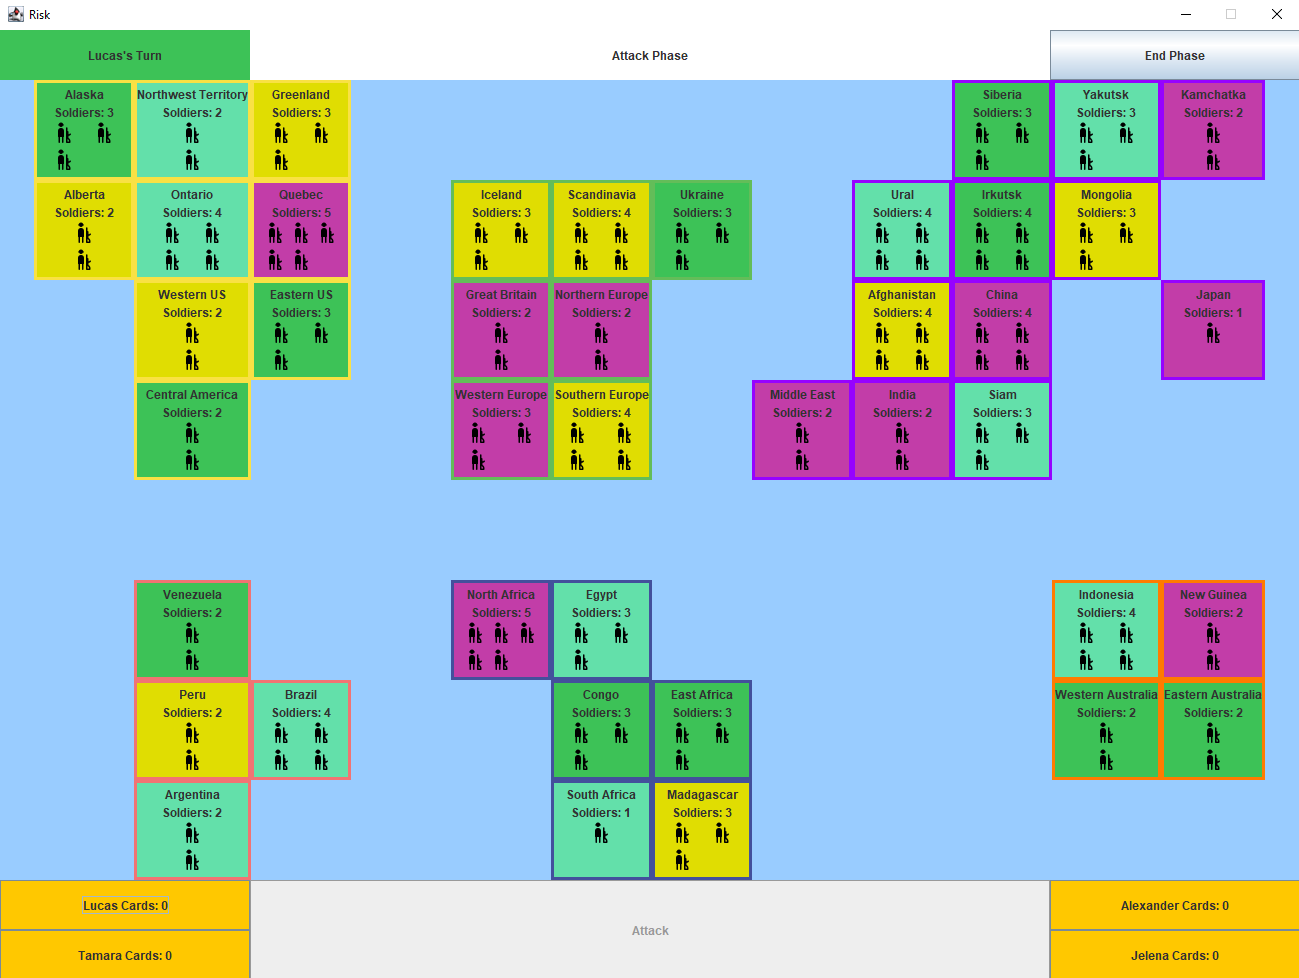 Risk
Lucas's Turn
Attack Phase
End Phase
Alaska
Soldiers: 3
Northwest Territory
Soldiers: 2
Greenland
Soldiers: 3
Siberia
Soldiers: 3
Yakutsk
Soldiers: 3
Kamchatka
Soldiers: 2
Alberta
Soldiers: 2
Ontario
Soldiers: 4
Quebec
Soldiers: 5
Iceland
Soldiers: 3
Scandinavia
Soldiers: 4
Ukraine
Soldiers: 3
Ural
Soldiers: 4
Irkutsk
Soldiers: 4
Mongolia
Soldiers: 3
Western US
Soldiers: 2
Eastern US
Soldiers: 3
Great Britain
Soldiers: 2
Northern Europe
Soldiers: 2
Afghanistan
Soldiers: 4
China
Soldiers: 4
Japan
Soldiers: 1
Central America
Soldiers: 2
Western Europe
Soldiers: 3
Southern Europe
Soldiers: 4
Middle East
Soldiers: 2
India
Soldiers: 2
Siam
Soldiers: 3
Venezuela
Soldiers: 2
North Africa
Soldiers: 5
Egypt
Soldiers: 3
Indonesia
Soldiers: 4
New Guinea
Soldiers: 2
Peru
Soldiers: 2
Brazil
Soldiers: 4
Congo
Soldiers: 3
East Africa
Soldiers: 3
Western Australia
Soldiers: 2
Eastern Australia
Soldiers: 2
Argentina
Soldiers: 2
South Africa
Soldiers: 1
Madagascar
Soldiers: 3
Lucas Cards: 0
Tamara Cards: 0
Attack
Alexander Cards: 0
Jelena Cards: 0